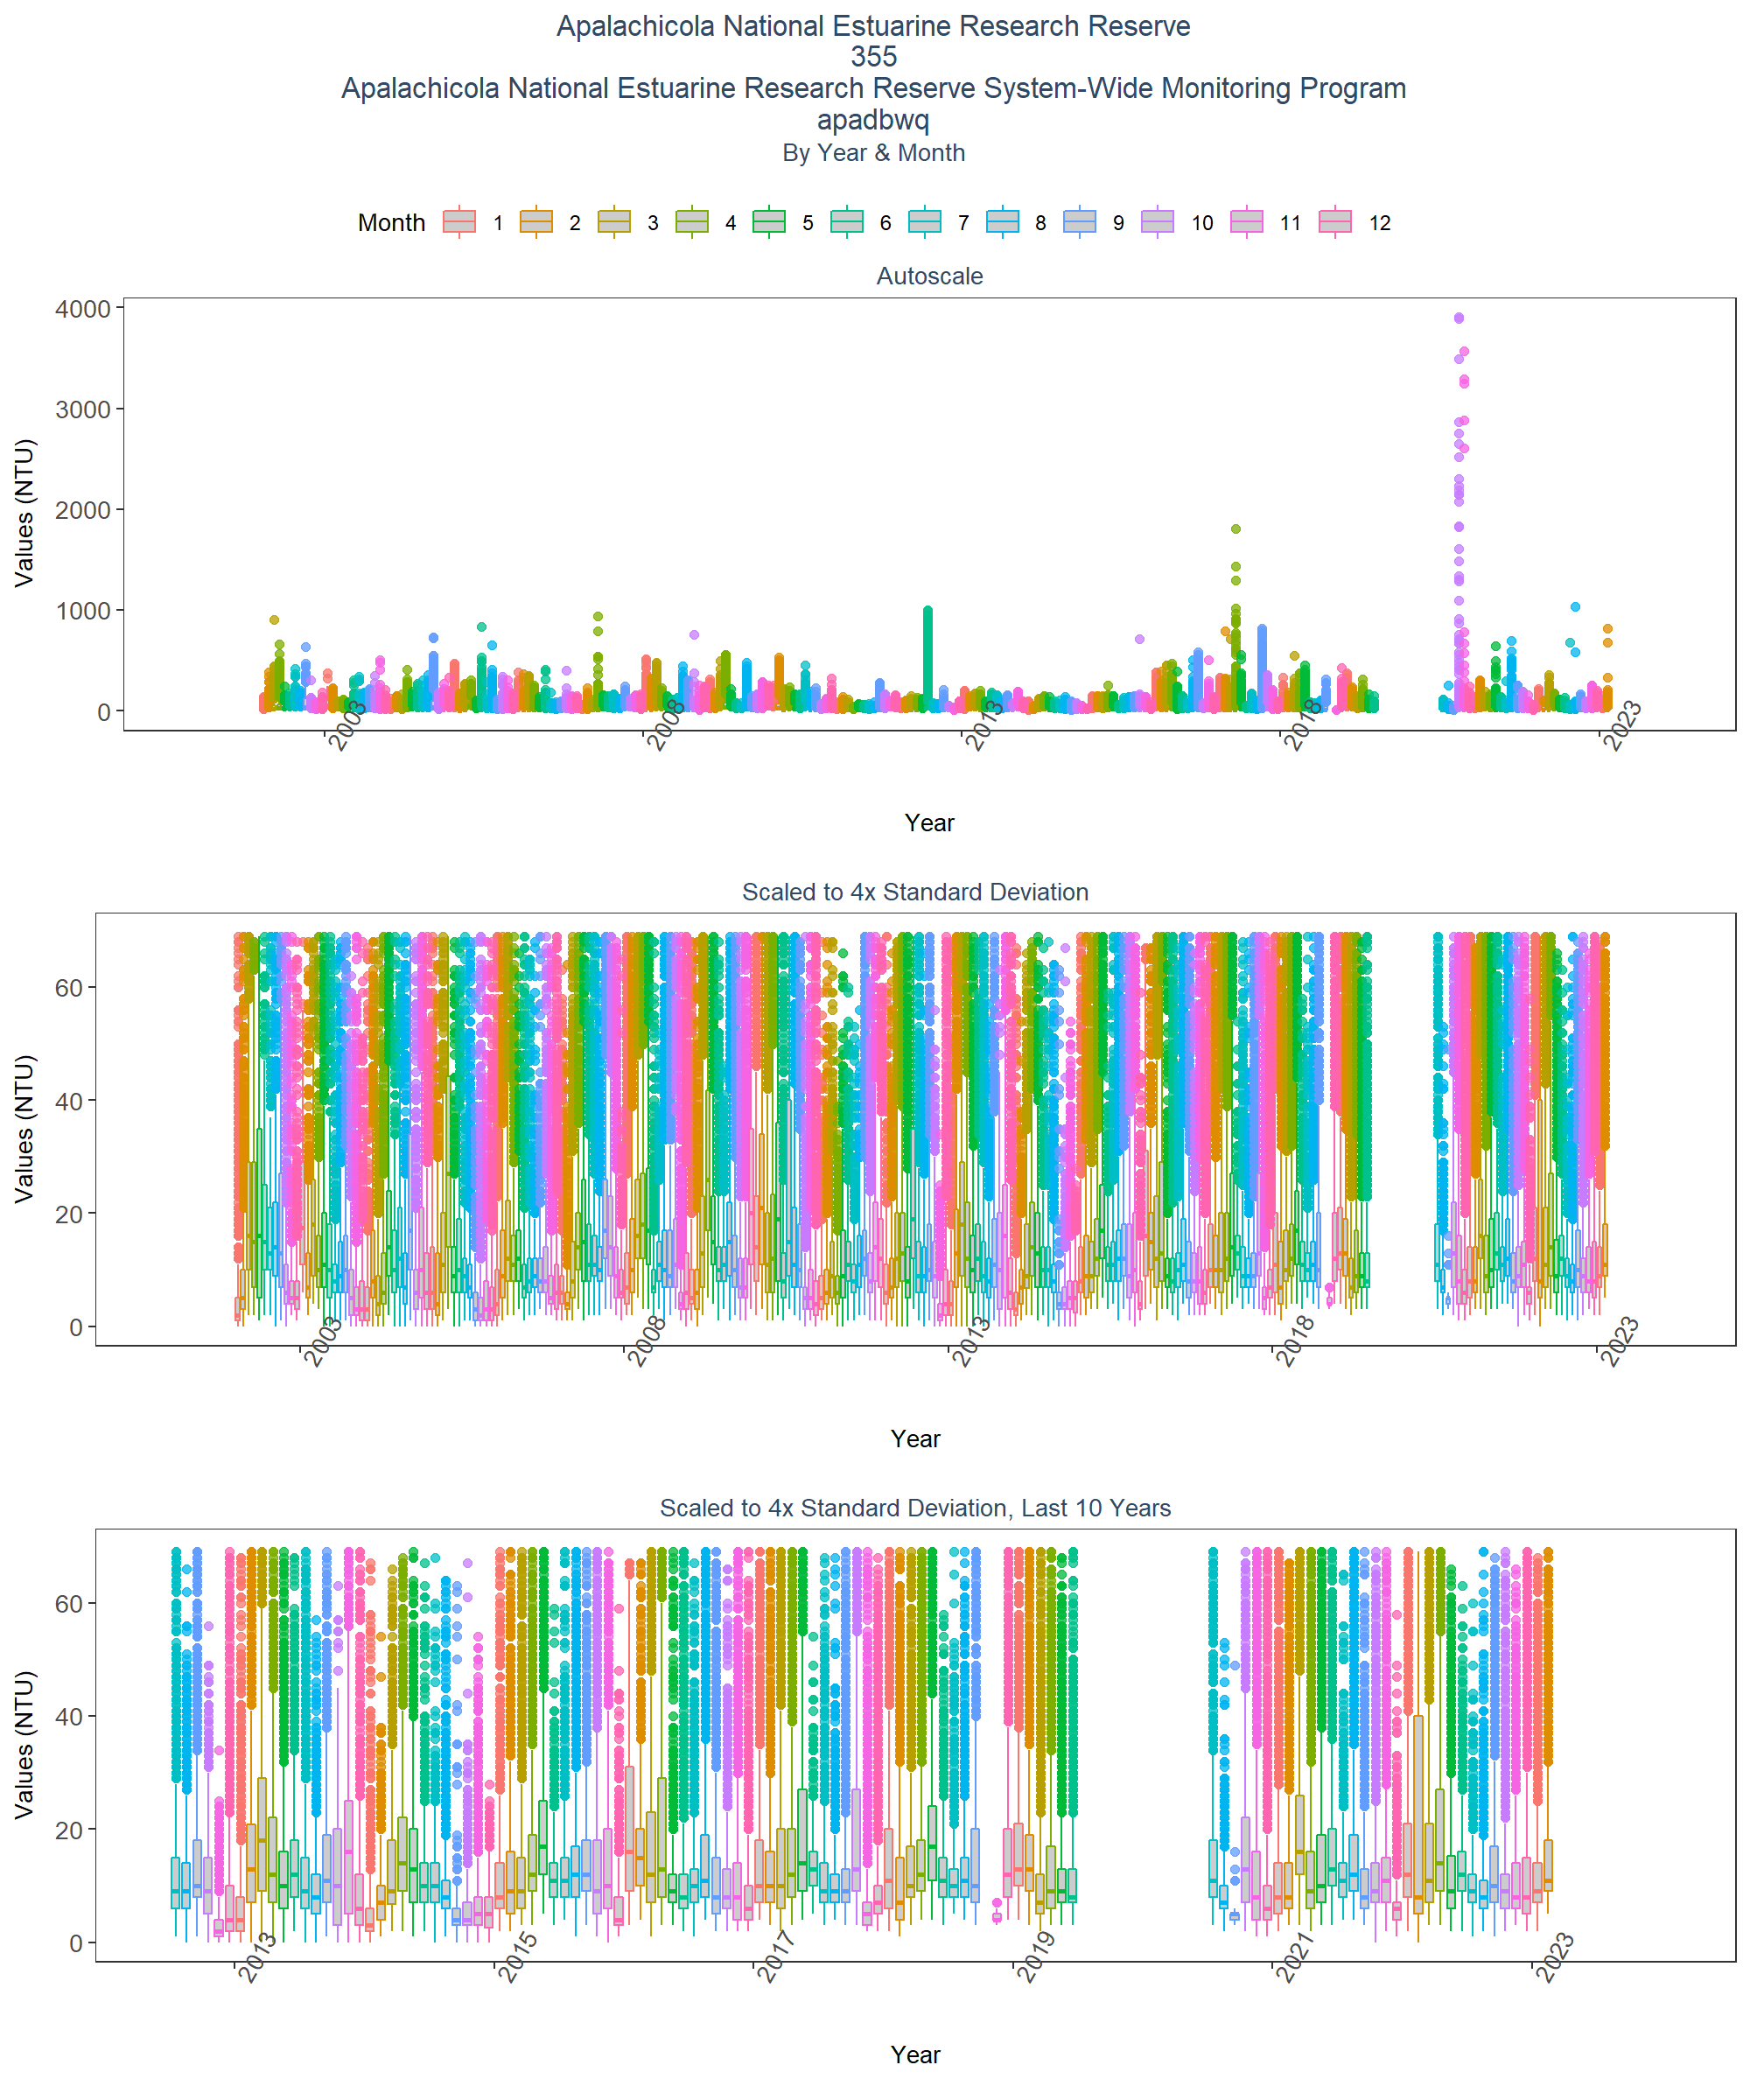 Apalachicola National Estuarine Research Reserve
355
Apalachicola National Estuarine Research Reserve System-Wide Monitoring Program
apadbwq
By Year & Month
Month 1 2 3 4 5 6 7 8 9 10 11 12
Autoscale
Values (NTU)
4000
3000
2000
1000
0
2003 2008 2013 2018 2023
Year
Scaled to 4x Standard Deviation
Values (NTU)
60
40
20
0
2003 2008 2013 2018 2023
Year
Scaled to 4x Standard Deviation, Last 10 Years
Values (NTU)
60
40
20
0
2013 2015 2017 2019 2021 2023
Year